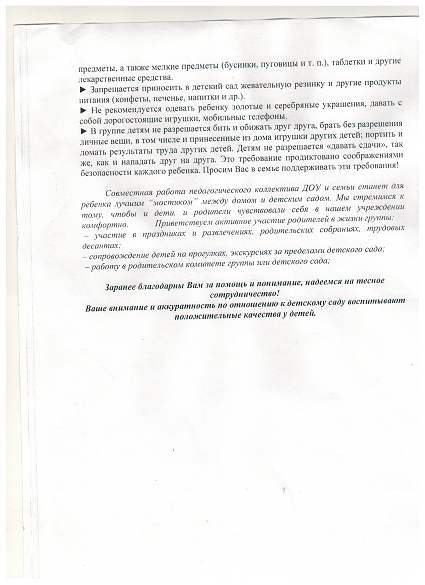 предметы, а также мелкие предметы (бусинки, пуговицы и т. п.), таблетки и другие
лекарственные средства.
► Запрещается приносить в детский сад жевательную резинку и другие продукты
питания (конфеты, печенье, напитки и др.).
► Не рекомендуется одевать ребенку золотые и серебряные украшения, давать с
собой дорогостоящие игрушки, мобильные телефоны.
► В группе детям не разрешается бить и обижать друг друга, брать без разрешения
личные вещи, в том числе и принесенные из дома игрушки других детей; портить и
ломать результаты труда других детей. Детям не разрешается «давать сдачи», так
же, как и нападать друг на друга. Это требование продиктовано соображениями
безопасности каждого ребенка. Просим Вас в семье поддерживать эти требования!
Совместная работа педагогического коллектива ДОУ и семьи станет для
ребенка лучшим "мостиком" между домом и детским садом. Мы стремимся к
тому, чтобы и дети, и родители чувствовали себя в нашем учреждении
комфортно. Приветствуем активное участие родителей в жизни группы:
– участие в праздниках и развлечениях, родительских собраниях, трудовых
десантах;
– сопровождение детей на прогулках, экскурсиях за пределами детского сада;
– работу в родительском комитете группы или детского сада;
Заранее благодарны Вам за помощь и понимание, надеемся на тесное
сотрудничество!
Ваше внимание и аккуратность по отношению к детскому саду воспитывают
положительные качества у детей.